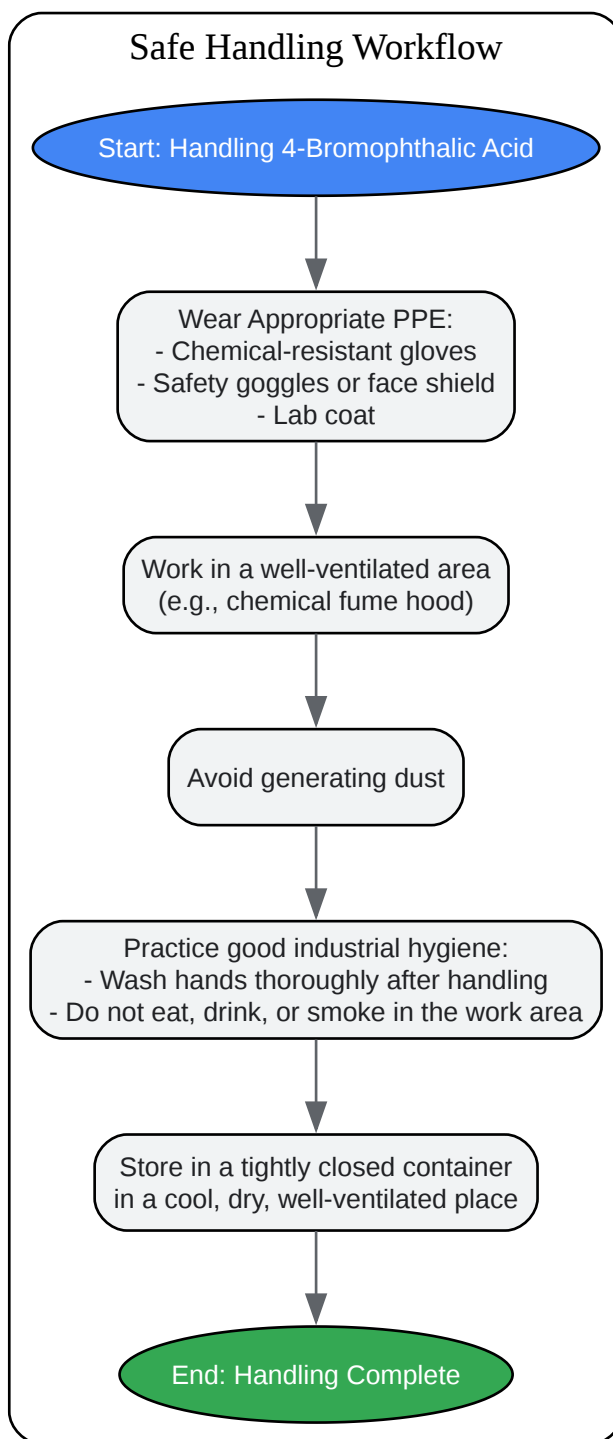 Safe Handling Workflow
Start: Handling 4-Bromophthalic Acid
Wear Appropriate PPE:
- Chemical-resistant gloves
- Safety goggles or face shield
- Lab coat
Work in a well-ventilated area
(e.g., chemical fume hood)
Avoid generating dust
Practice good industrial hygiene:
- Wash hands thoroughly after handling
- Do not eat, drink, or smoke in the work area
Store in a tightly closed container
in a cool, dry, well-ventilated place
End: Handling Complete